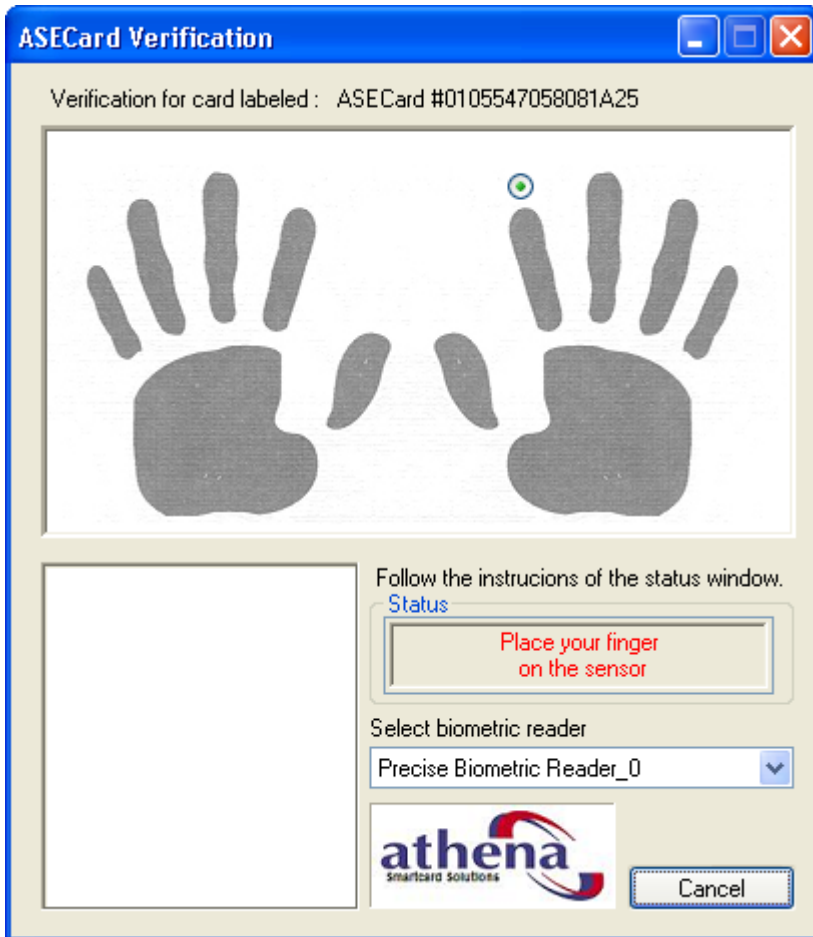 ASECard Verification
Verification for card labeled : ASECard #0105547058081A25
Follow the instrucions of the status window.
Status
Place your finger
on the sensor
Select biometric reader
Precise Biometric Reader_0
athena
Smartcard Solutions
Cancel